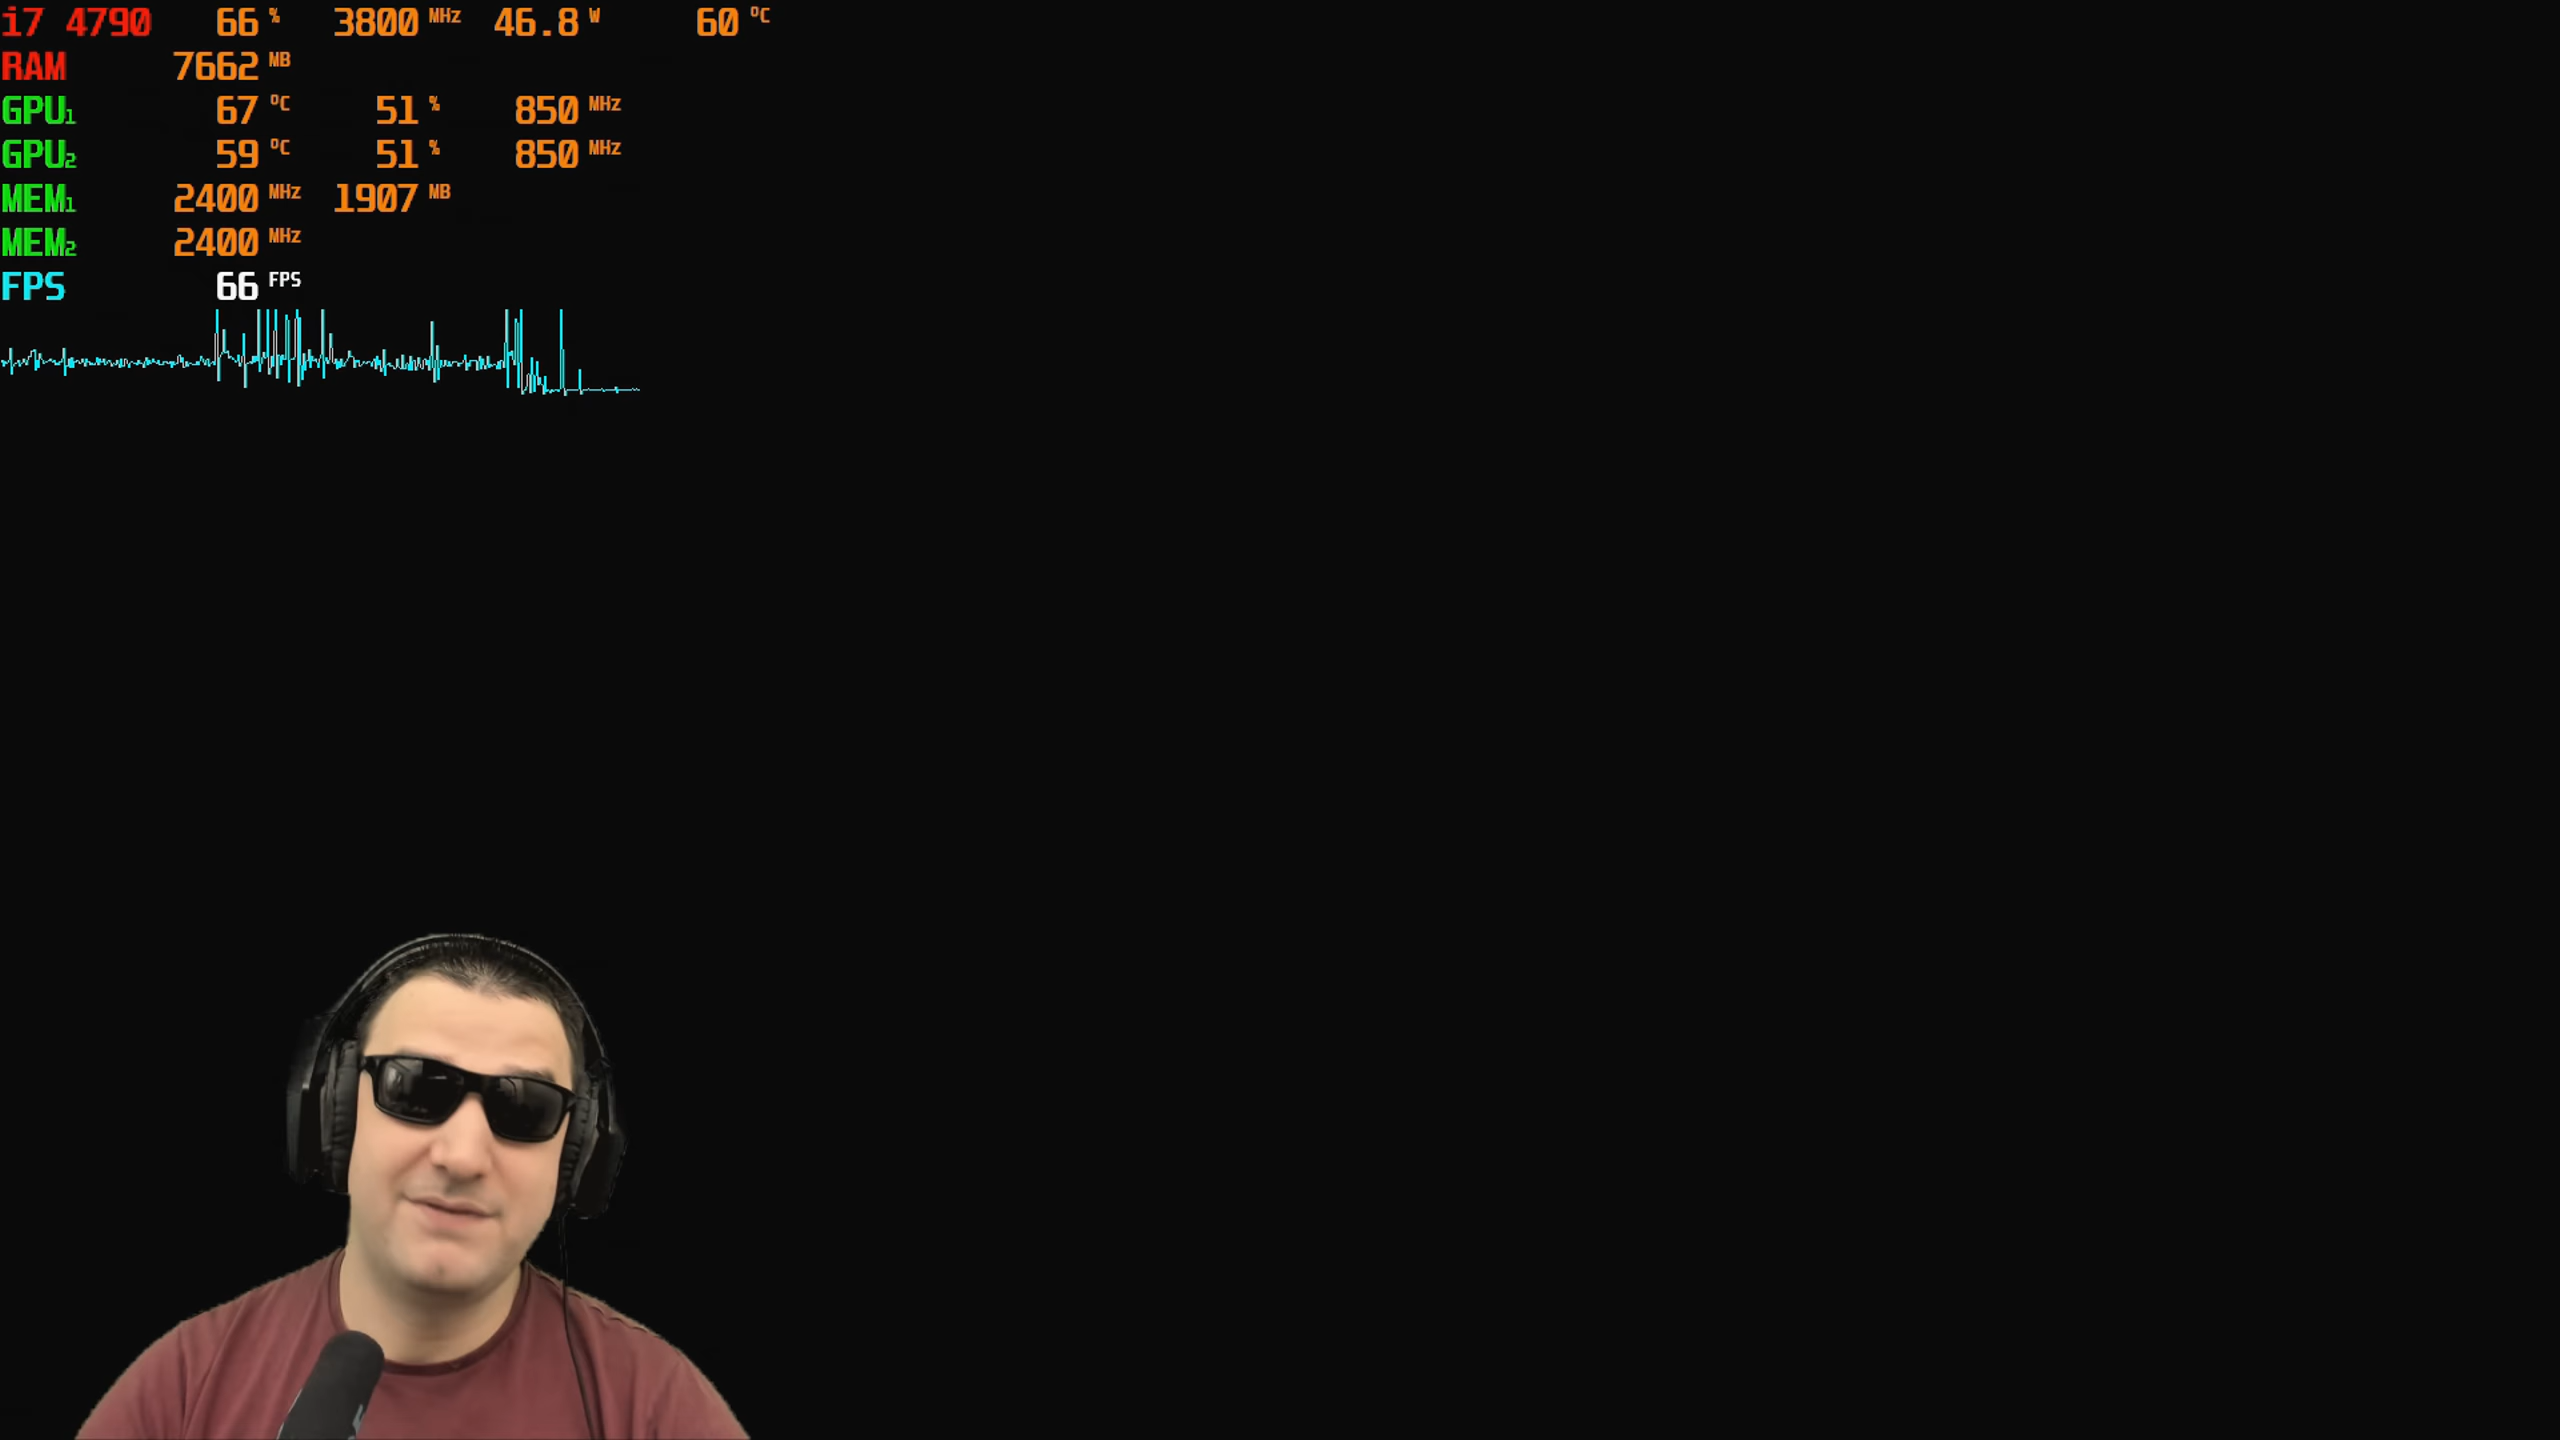 i7 4790 66 % 3800 MHz 46.8 W 60 °C
RAM 7662 MB
GPU1 67 °C 51 % 850 MHz
GPU2 59 °C 51 % 850 MHz
MEM1 2400 MHz 1907 MB
MEM2 2400 MHz
FPS 66 FPS